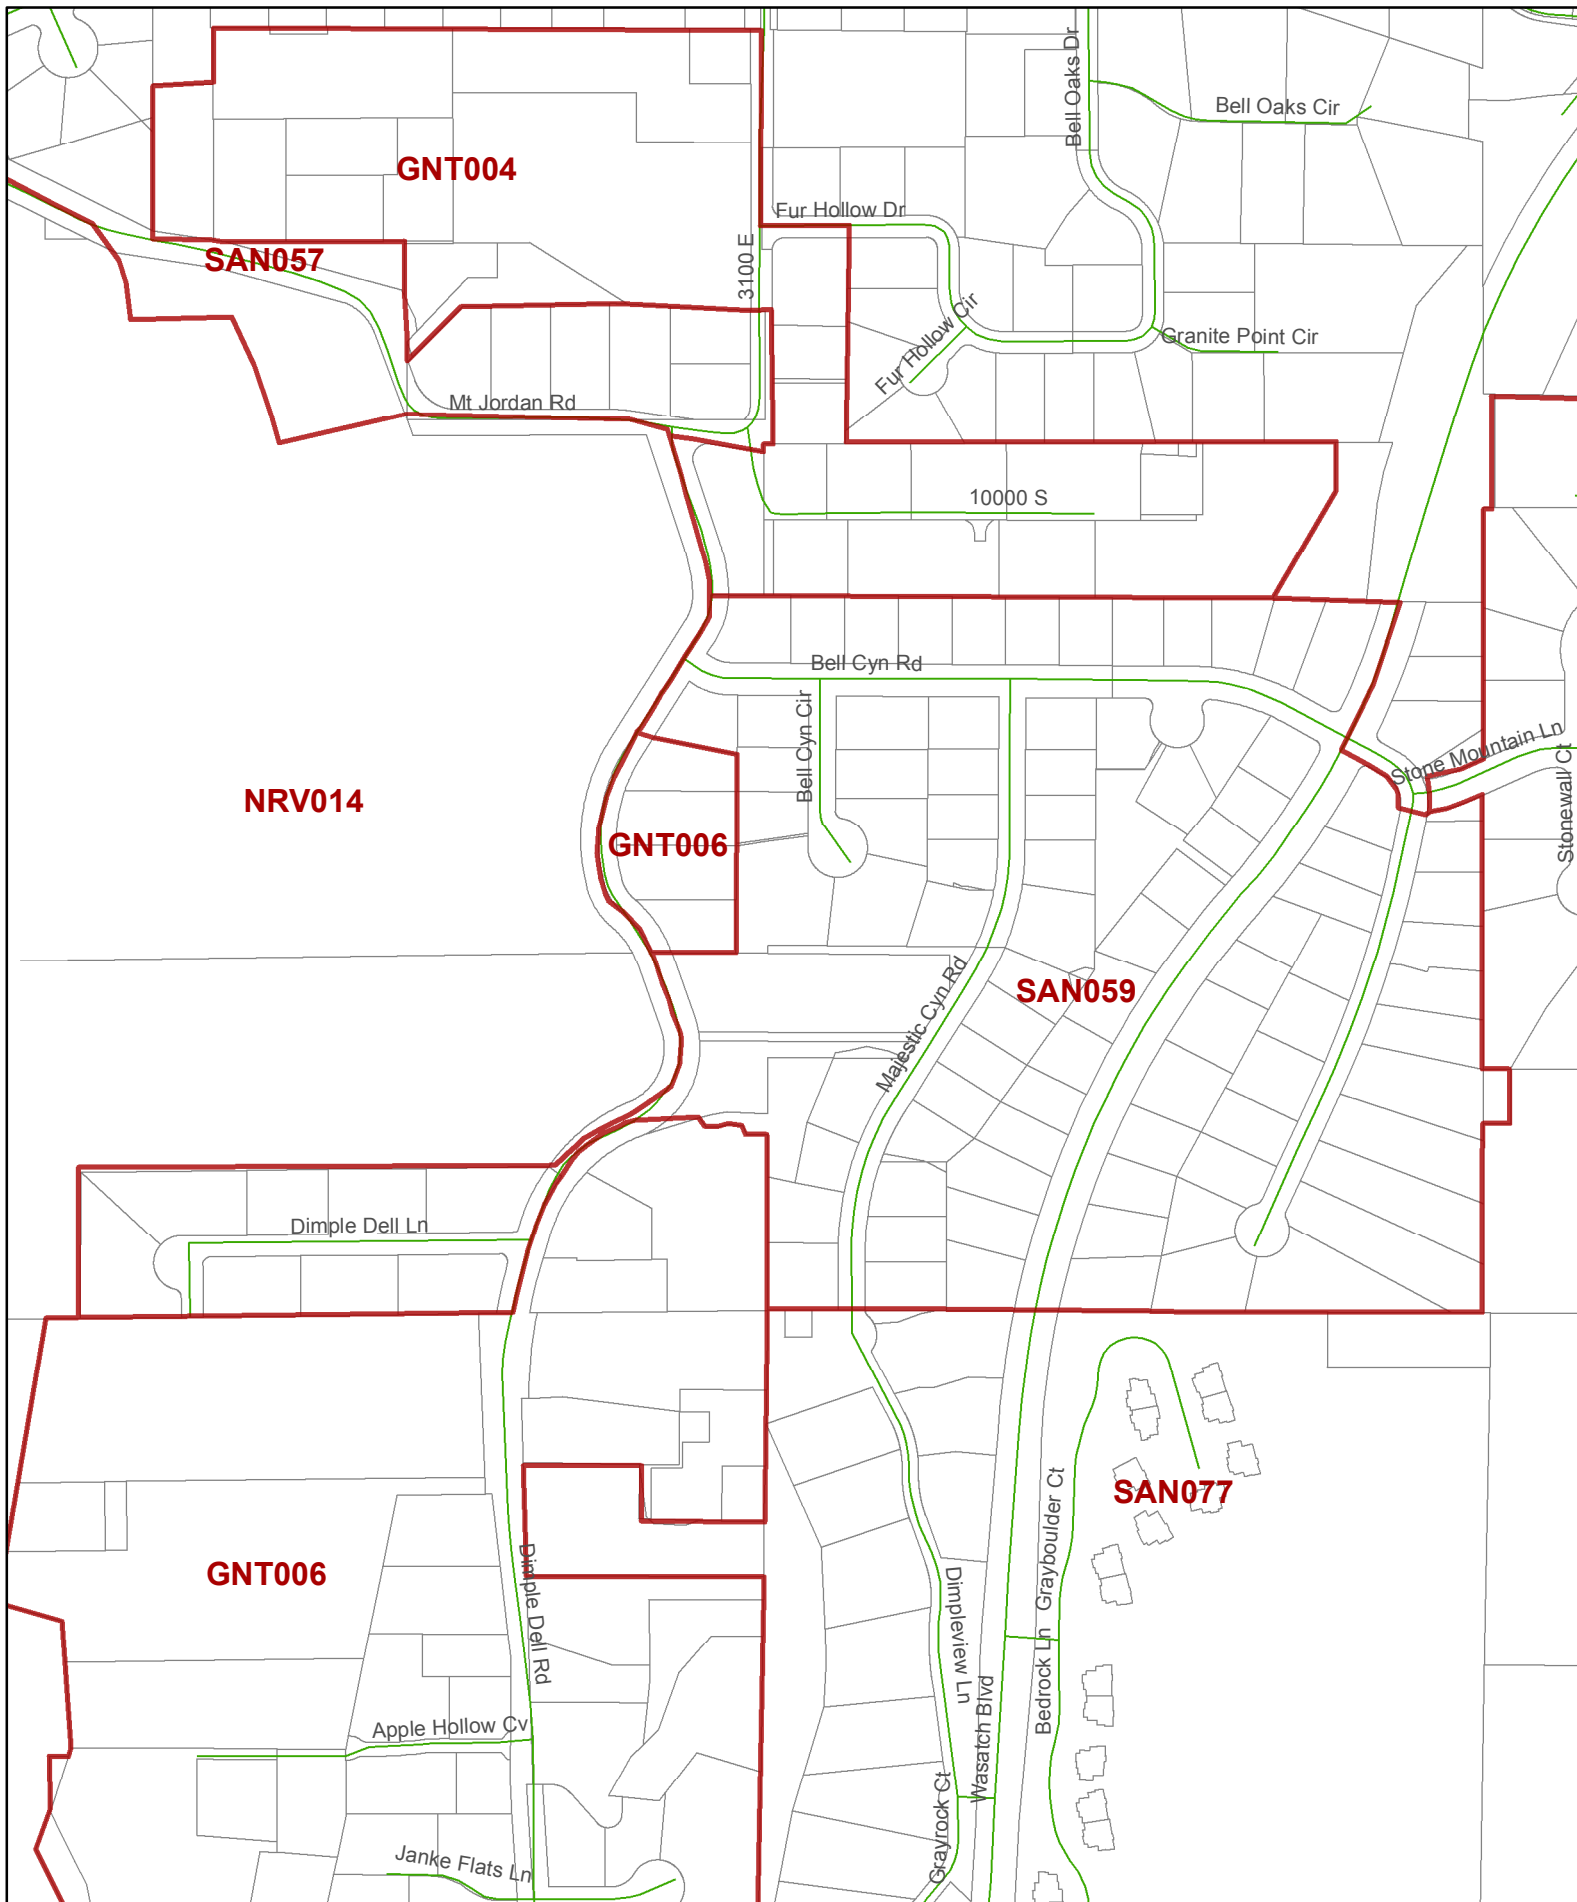 Bell Oaks Dr
Bell Oaks Cir
GNT004
Fur Hollow Dr
SAN057
3100 E
Fur Hollow Cir
Granite Point Cir
Mt Jordan Rd
10000 S
Bell Cyn Rd
Bell Cyn Cir
Stone Mountain Ln
Stonewall Ct
NRV014
GNT006
SAN059
Majestic Cyn Rd
Dimple Dell Ln
SAN077
Grayboulder Ct
GNT006
Dimple Dell Rd
Dimpleview Ln
Bedrock Ln
Wasatch Blvd
Apple Hollow Cv
Grayrock Ct
Janke Flats Ln